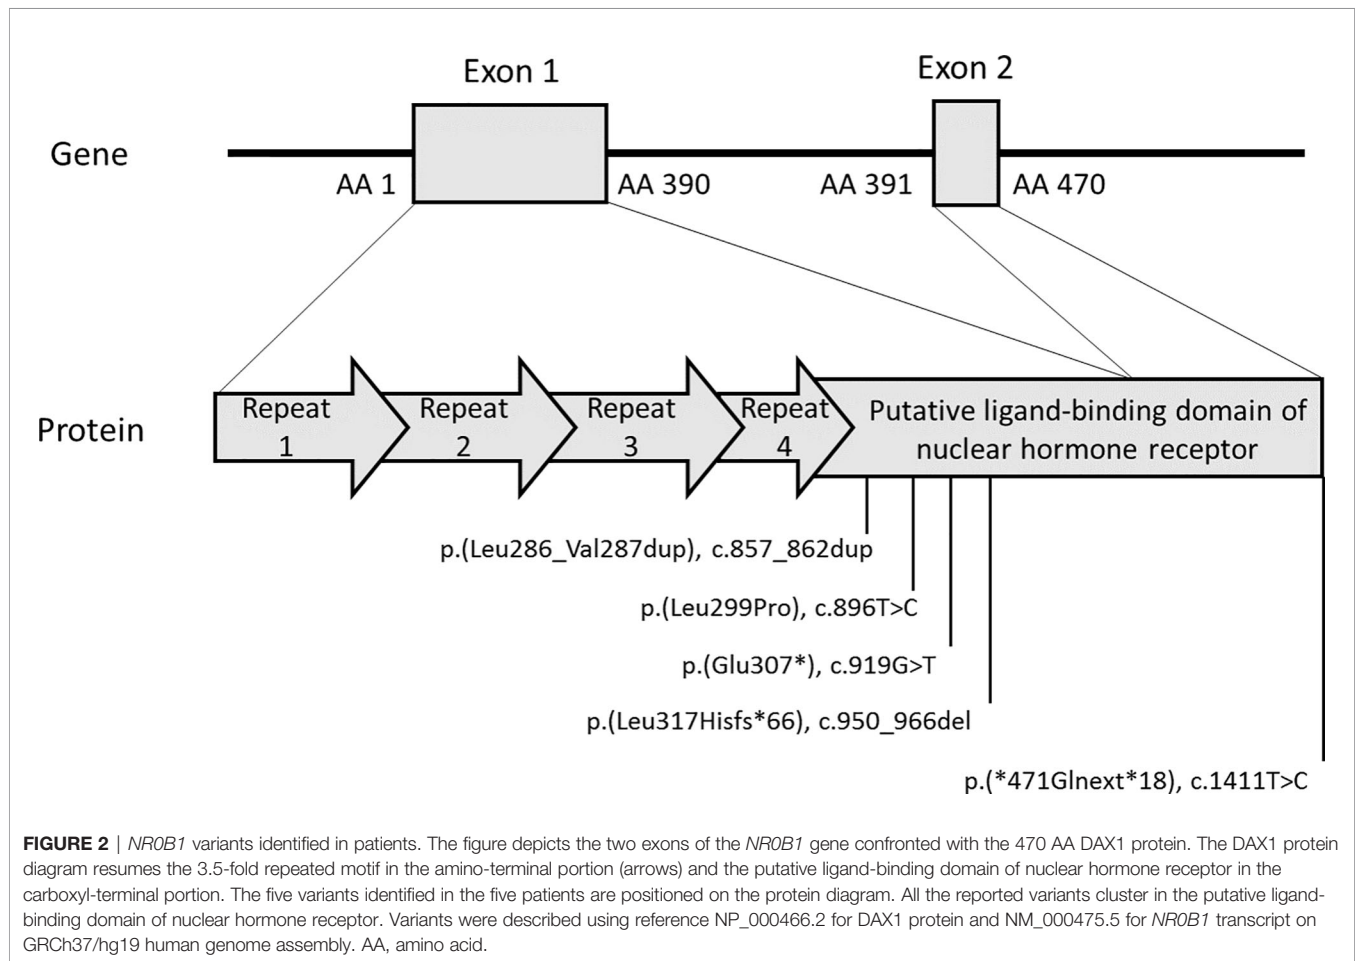 Exon 1
Exon 2
Gene
AA 1
AA 390
AA 391
AA 470
Protein
Repeat
1
Repeat
2
Repeat
3
Repeat
4
Putative ligand-binding domain of
nuclear hormone receptor
p.(Leu286_Val287dup), c.857_862dup
p.(Leu299Pro), c.896T>C
p.(Glu307*), c.919G>T
p.(Leu317Hisfs*66), c.950_966del
p.(*471Glnext*18), c.1411T>C
FIGURE 2 | NR0B1 variants identified in patients. The figure depicts the two exons of the NR0B1 gene confronted with the 470 AA DAX1 protein. The DAX1 protein
diagram resumes the 3.5-fold repeated motif in the amino-terminal portion (arrows) and the putative ligand-binding domain of nuclear hormone receptor in the
carboxyl-terminal portion. The five variants identified in the five patients are positioned on the protein diagram. All the reported variants cluster in the putative ligand-
binding domain of nuclear hormone receptor. Variants were described using reference NP_000466.2 for DAX1 protein and NM_000475.5 for NR0B1 transcript on
GRCh37/hg19 human genome assembly. AA, amino acid.